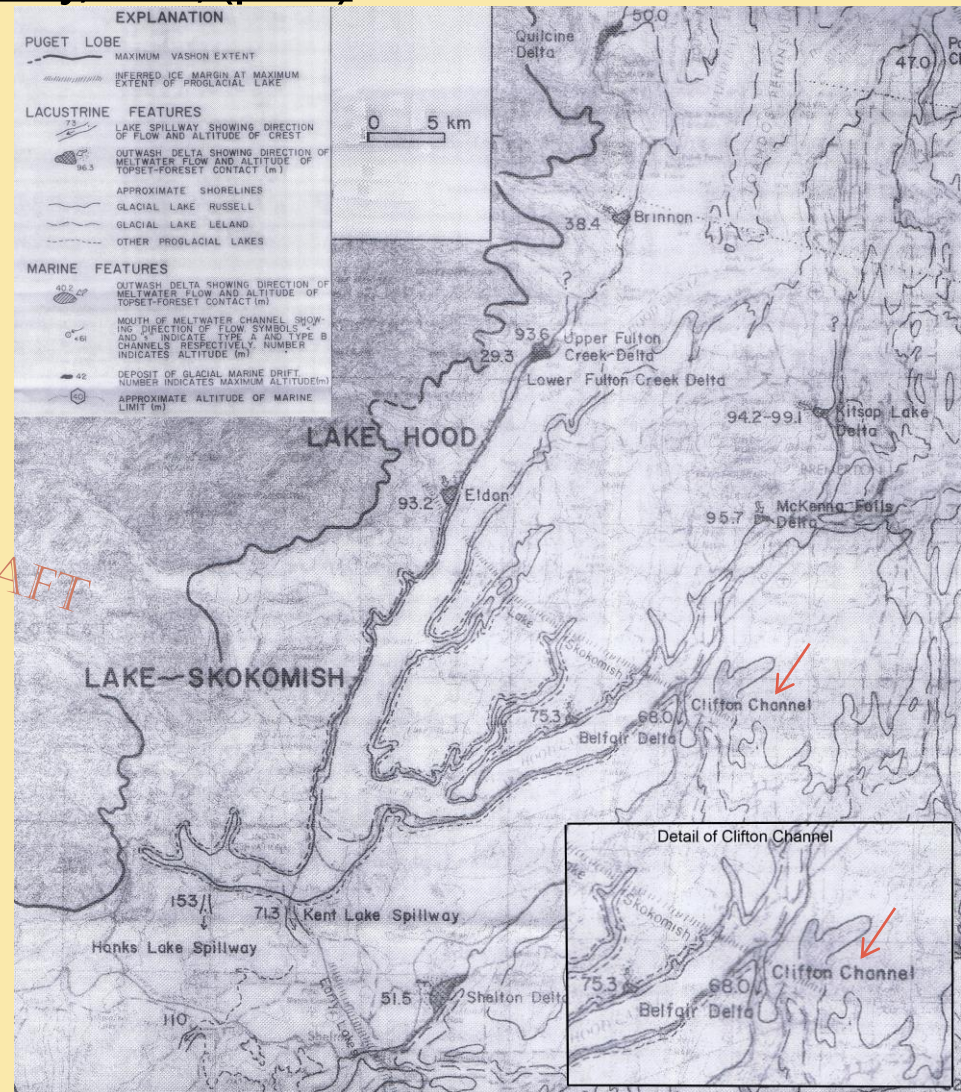 EXPLANATION
PUGET LOBE
MAXIMUM VASHON EXTENT
INFERRED ICE MARGIN AT MAXIMUM
EXTENT OF PROGLACIAL LAKE
LACUSTRINE FEATURES
73
LAKE SPILLWAY SHOWING DIRECTION
OF FLOW AND ALTITUDE OF CREST
96.3
OUTWASH DELTA SHOWING DIRECTION OF
MELTWATER FLOW AND ALTITUDE OF
TOPSET-FORESET CONTACT (m)
APPROXIMATE SHORELINES
GLACIAL LAKE RUSSELL
GLACIAL LAKE LELAND
OTHER PROGLACIAL LAKES
MARINE FEATURES
40.2
OUTWASH DELTA SHOWING DIRECTION OF
MELTWATER FLOW AND ALTITUDE OF
TOPSET-FORESET CONTACT (m)
MOUTH OF MELTWATER CHANNEL SHOW-
ING DIRECTION OF FLOW. SYMBOLS
AND INDICATE TYPE A AND TYPE B
CHANNELS RESPECTIVELY. NUMBER
INDICATES ALTITUDE (m)
42
DEPOSIT OF GLACIAL MARINE DRIFT.
NUMBER INDICATES MAXIMUM ALTITUDE(m)
APPROXIMATE ALTITUDE OF MARINE
LIMIT (m)
0 5 km
50.0
Quilcine
Delta
47.0
38.4
Brinnon
?
?
93.6
29.3
Upper Fulton
Creek Delta
Lower Fulton Creek Delta
LAKE HOOD
94.2-99.1
Kitsap Lake
Delta
93.2
Eldon
95.7
McKenna Falls
Delta
AFT
LAKE-SKOKOMISH
Lake
Skokomish
Clifton Channel
75.3
68.0
Belfair Delta
153
71.3
Kent Lake Spillway
Hanks Lake Spillway
51.5
Shelton Delta
110
Detail of Clifton Channel
Skokomish
Clifton Channel
75.3
68.0
Belfair Delta